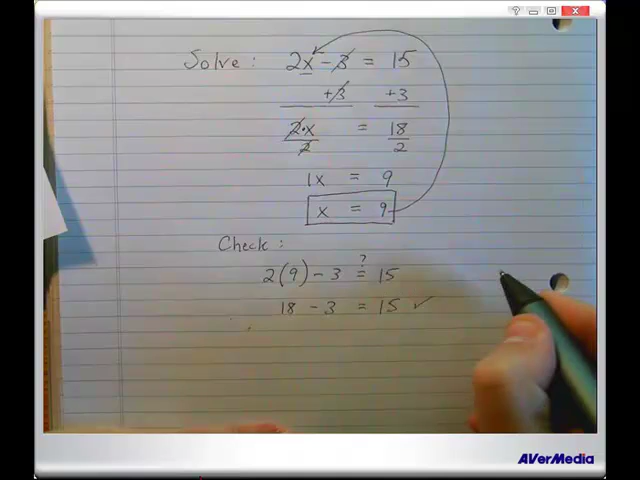 Solve : 2x - 3 = 15
+3 +3
2·x/2 = 18/2
1x = 9
x = 9
Check :
2(9) - 3 ≟ 15
18 - 3 = 15 ✓
AVerMedia